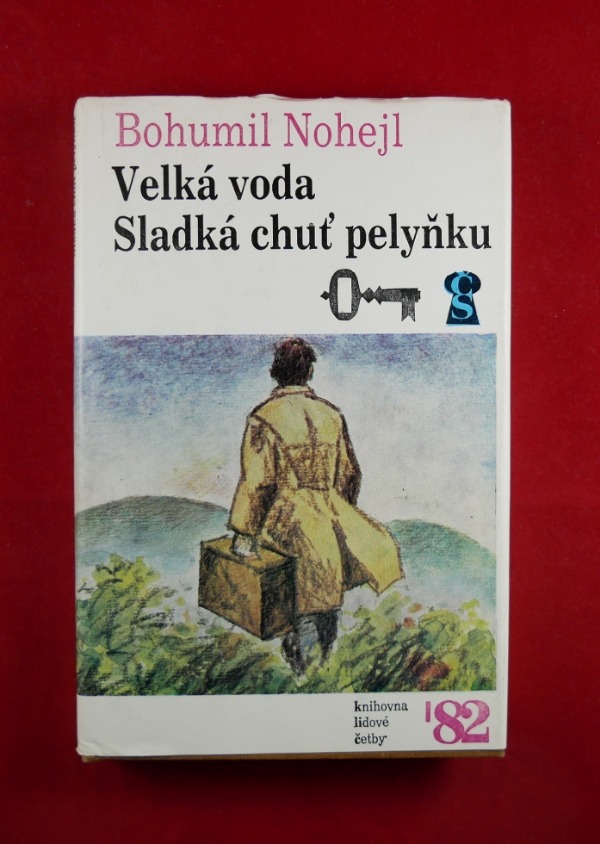 Bohumil Nohejl
Velká voda
Sladká chuť pelyňku
ČS
knihovna
lidové
četby
'82